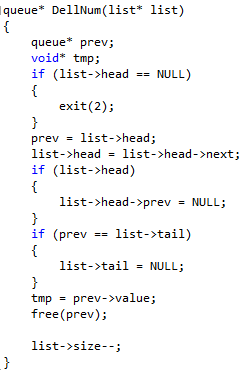 queue* DellNum(list* list)
{
    queue* prev;
    void* tmp;
    if (list->head == NULL)
    {
        exit(2);
    }
    prev = list->head;
    list->head = list->head->next;
    if (list->head)
    {
        list->head->prev = NULL;
    }
    if (prev == list->tail)
    {
        list->tail = NULL;
    }
    tmp = prev->value;
    free(prev);

    list->size--;
}